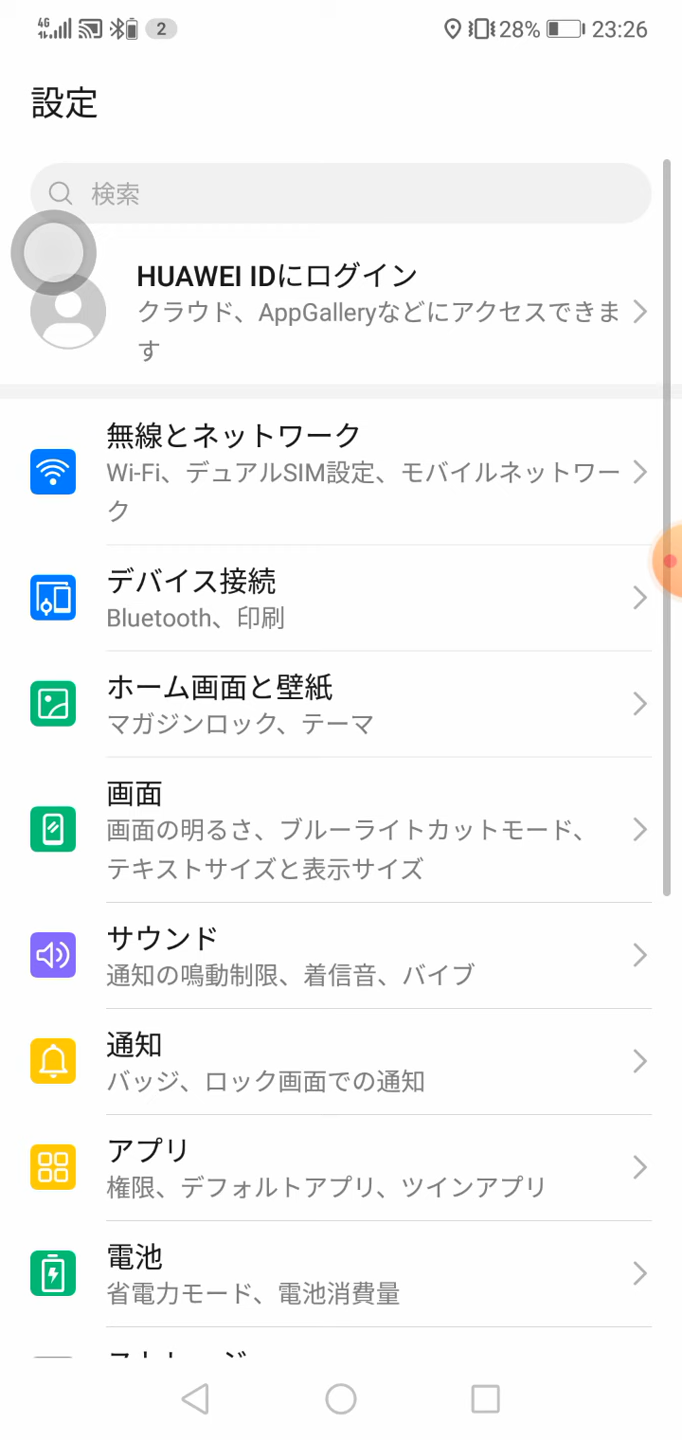 4G
2
28%
23:26
設定
検索
HUAWEI IDにログイン
クラウド、AppGalleryなどにアクセスできま
す
無線とネットワーク
Wi-Fi、デュアルSIM設定、モバイルネットワー
ク
デバイス接続
Bluetooth、印刷
ホーム画面と壁紙
マガジンロック、テーマ
画面
画面の明るさ、ブルーライトカットモード、
テキストサイズと表示サイズ
サウンド
通知の鳴動制限、着信音、バイブ
通知
バッジ、ロック画面での通知
アプリ
権限、デフォルトアプリ、ツインアプリ
電池
省電力モード、電池消費量